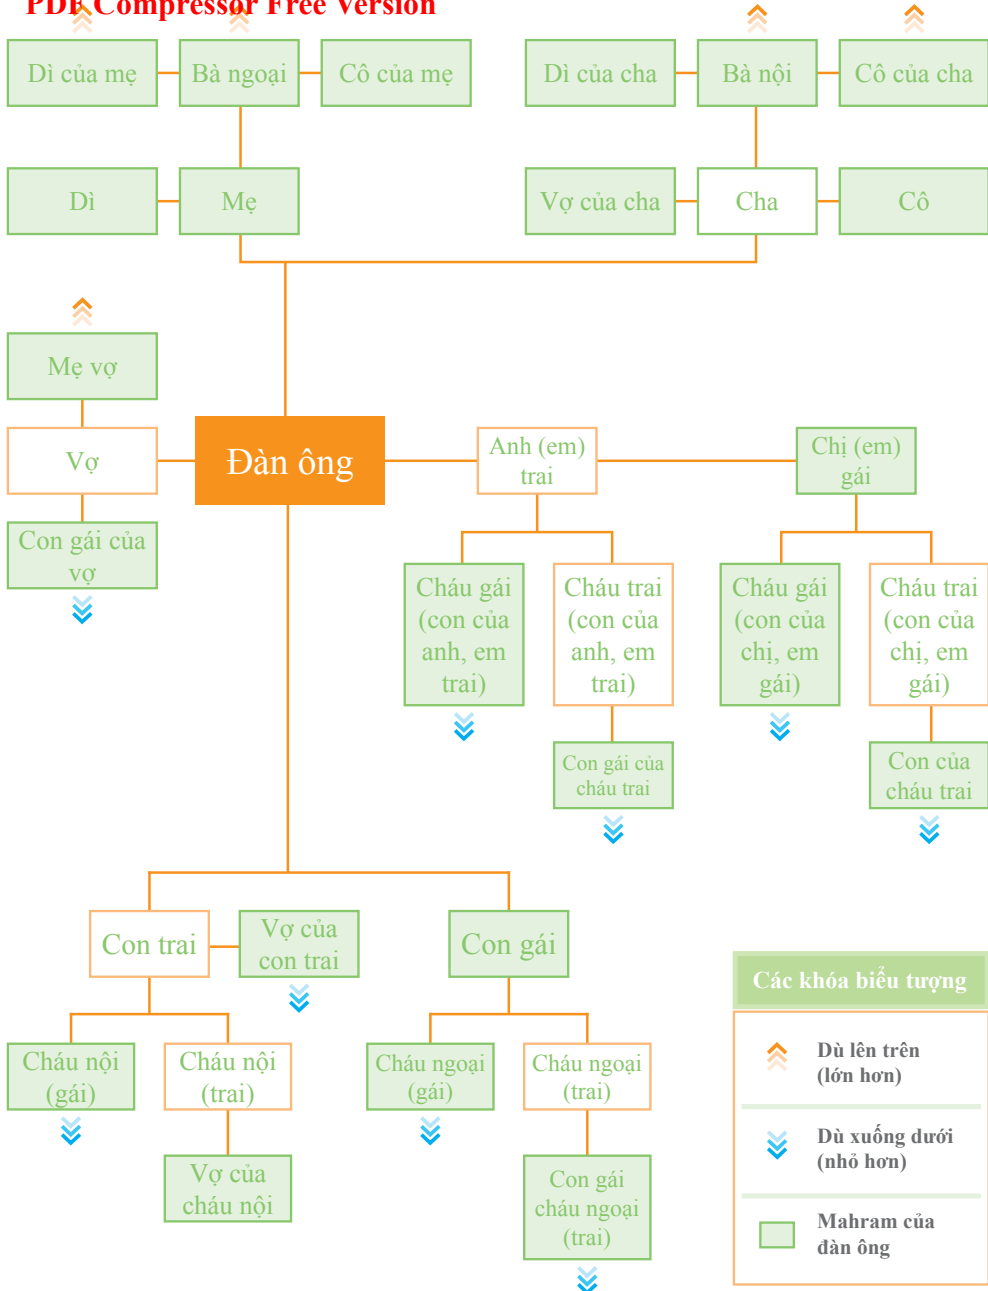 PDF Compressor Free Version
Dì của mẹ
Bà ngoại
Cô của mẹ
Dì của cha
Bà nội
Cô của cha
Dì
Mẹ
Vợ của cha
Cha
Cô
Mẹ vợ
Vợ
Con gái của
vợ
Đàn ông
Anh (em)
trai
Chị (em)
gái
Cháu gái
(con của
anh, em
trai)
Cháu trai
(con của
anh, em
trai)
Cháu gái
(con của
chị, em
gái)
Cháu trai
(con của
chị, em
gái)
Con gái của
cháu trai
Con của
cháu trai
Con trai
Vợ của
con trai
Con gái
Cháu nội
(gái)
Cháu nội
(trai)
Cháu ngoại
(gái)
Cháu ngoại
(trai)
Vợ của
cháu nội
Con gái
cháu ngoại
(trai)
Các khóa biểu tượng
Dù lên trên
(lớn hơn)
Dù xuống dưới
(nhỏ hơn)
Mahram của
đàn ông